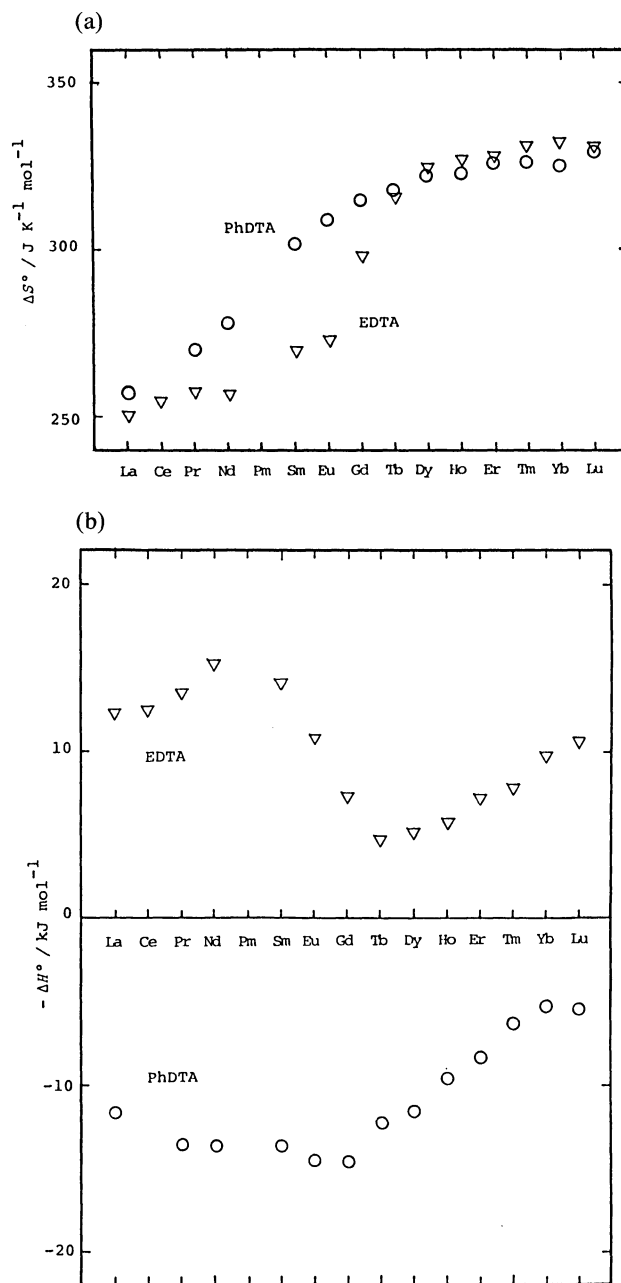 (a)
350
300
250
ΔS° / J K⁻¹ mol⁻¹
PhDTA
EDTA
La Ce Pr Nd Pm Sm Eu Gd Tb Dy Ho Er Tm Yb Lu
(b)
20
10
0
-10
-20
- ΔH° / kJ mol⁻¹
EDTA
La Ce Pr Nd Pm Sm Eu Gd Tb Dy Ho Er Tm Yb Lu
PhDTA